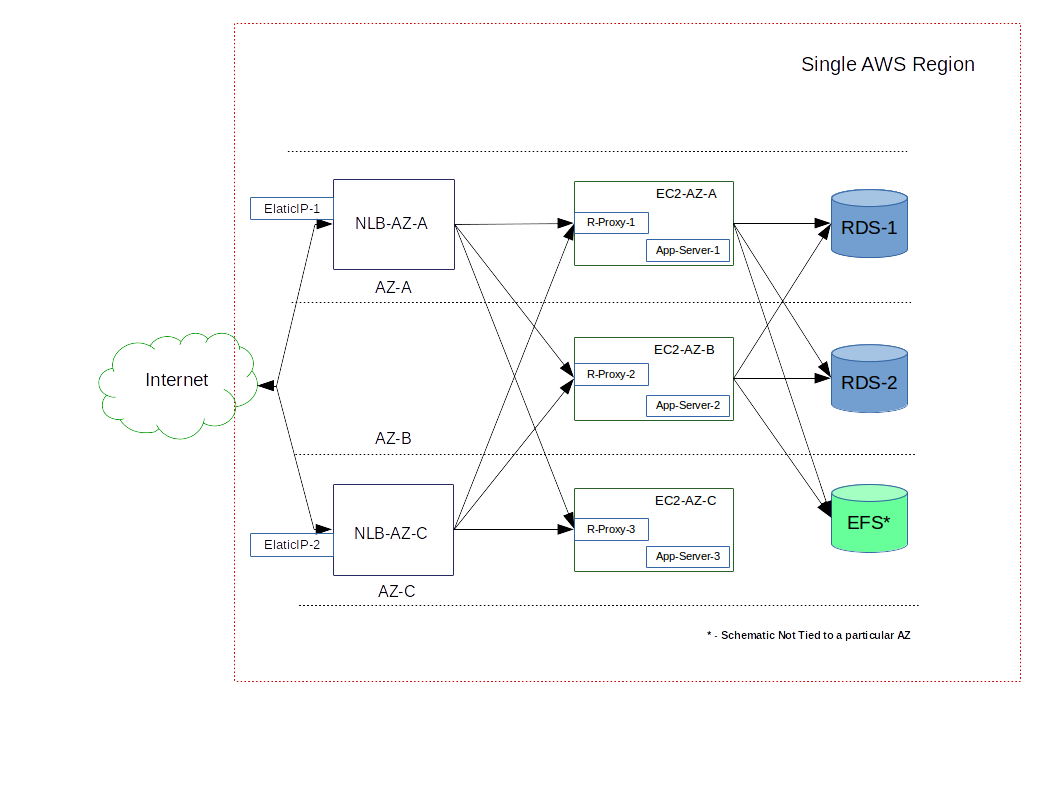 Single AWS Region
ElaticIP-1
NLB-AZ-A
EC2-AZ-A
R-Proxy-1
App-Server-1
RDS-1
AZ-A
Internet
EC2-AZ-B
R-Proxy-2
App-Server-2
RDS-2
AZ-B
ElaticIP-2
NLB-AZ-C
EC2-AZ-C
R-Proxy-3
App-Server-3
EFS*
AZ-C
* - Schematic Not Tied to a particular AZ